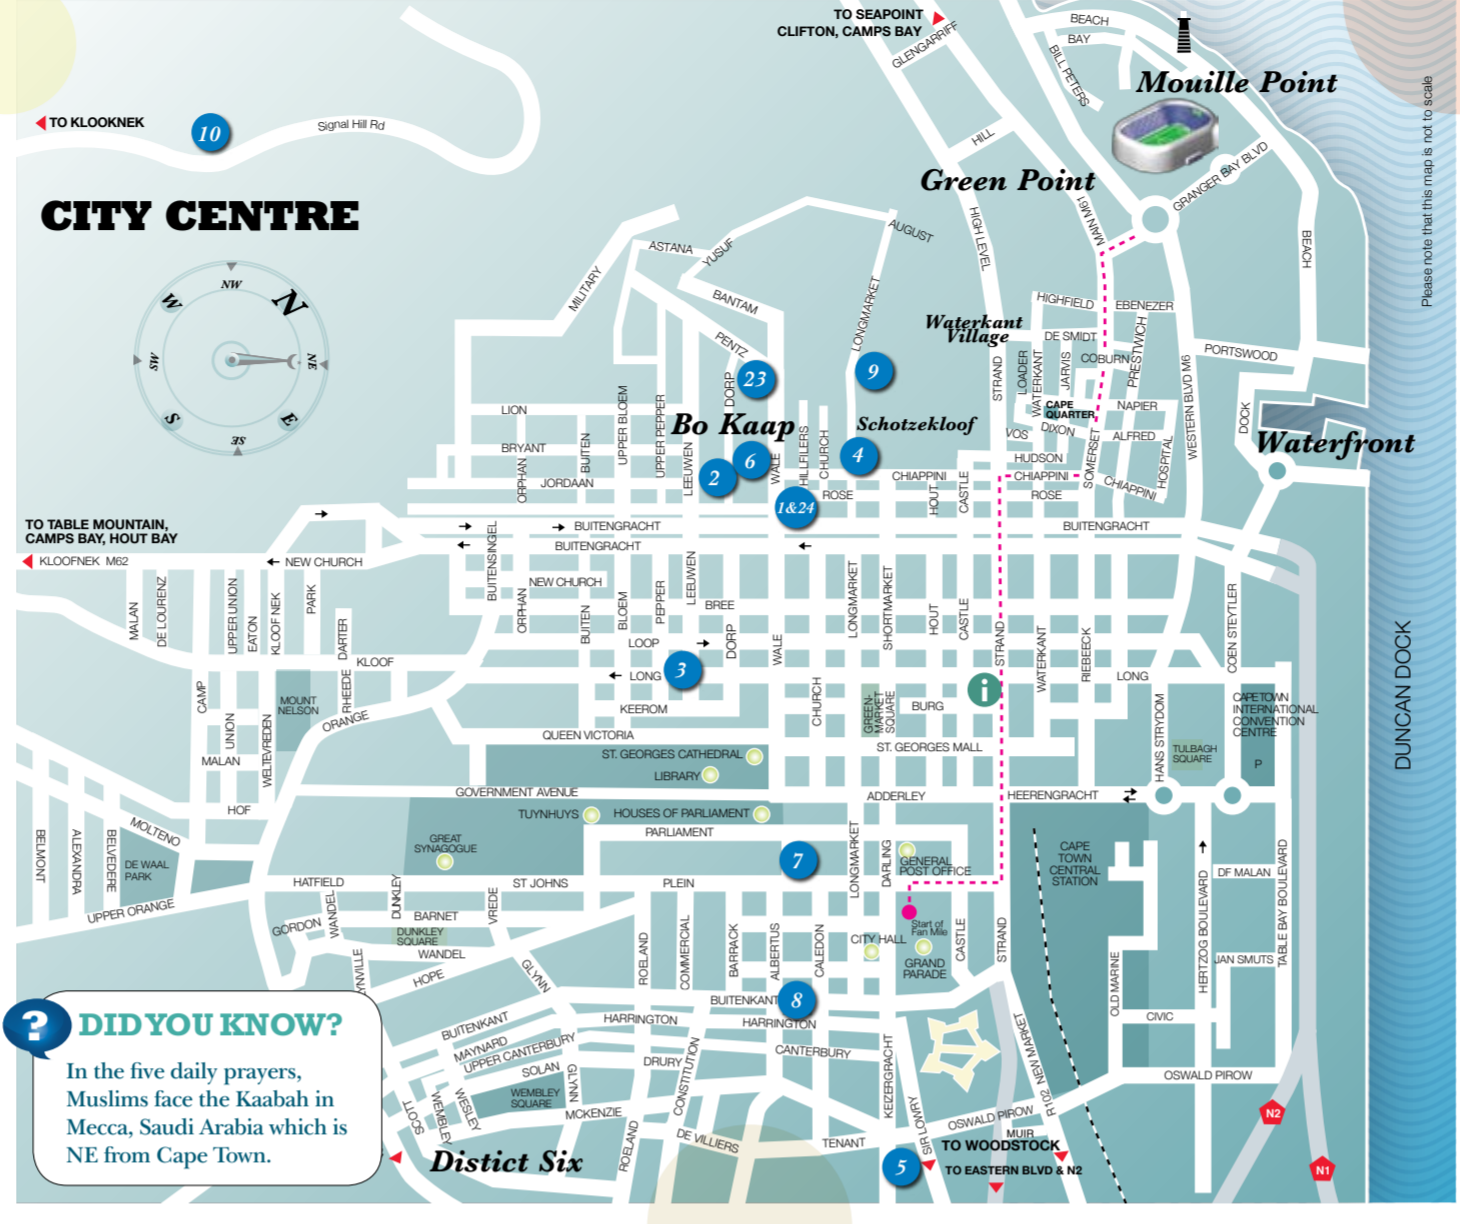 TO SEAPOINT
CLIFTON, CAMPS BAY
GLENGARRIFF
BEACH
BAY
BILL PETERS
Mouille Point
Please note that this map is not to scale
TO KLOOKNEK
10
Signal Hill Rd
HILL
GRANGER BAY BLVD
Green Point
CITY CENTRE
MAIN M61
HIGH LEVEL
BEACH
AUGUST
ASTANA
YUSUF
MILITARY
BANTAM
LONGMARKET
NW
N
NE
E
SE
S
SW
W
HIGHFIELD
EBENEZER
Waterkant
Village
DE SMIDT
PENTZ
PRESTWICH
COBURN
PORTSWOOD
STRAND
LOADER
WATERKANT
JARVIS
WESTERN BLVD M6
23
9
DORP
CAPE
QUARTER
NAPIER
DOCK
LION
UPPER BLOEM
UPPER PEPPER
Bo Kaap
Schotzekloof
VOS
DIXON
ALFRED
Waterfront
BRYANT
BUITEN
LEEUWEN
WALE
HILLFILERS
CHURCH
HUDSON
SOMERSET
HOSPITAL
ORPHAN
JORDAAN
2
6
4
CHIAPPINI
CHIAPPINI
CHIAPPINI
HOUT
CASTLE
1&24
ROSE
ROSE
TO TABLE MOUNTAIN,
CAMPS BAY, HOUT BAY
BUITENGRACHT
BUITENGRACHT
BUITENGRACHT
KLOOFNEK M62
NEW CHURCH
BUITENSINGEL
NEW CHURCH
LEEUWEN
LONGMARKET
SHORTMARKET
MALAN
DE LOURENZ
UPPER UNION
EATON
KLOOF NEK
PARK
DARTER
ORPHAN
BUITEN
BLOEM
PEPPER
BREE
HOUT
CASTLE
COEN STEYTLER
LOOP
DORP
WALE
STRAND
WATERKANT
RIEBEECK
KLOOF
LONG
3
LONG
CAMP
MOUNT
NELSON
RHEEDE
KEEROM
CHURCH
GREEN-
MARKET
SQUARE
BURG
i
CAPE TOWN
INTERNATIONAL
CONVENTION
CENTRE
UNION
WELTEVREDEN
ORANGE
QUEEN VICTORIA
ST. GEORGES MALL
HANS STRYDOM
TULBAGH
SQUARE
P
DUNCAN DOCK
MALAN
ST. GEORGES CATHEDRAL
LIBRARY
GOVERNMENT AVENUE
ADDERLEY
HEERENGRACHT
HOF
TUYNHUYS
HOUSES OF PARLIAMENT
MOLTENO
PARLIAMENT
BELMONT
ALEXANDRA
BELVEDERE
DE WAAL
PARK
GREAT
SYNAGOGUE
7
LONGMARKET
DARLING
GENERAL
POST OFFICE
CAPE
TOWN
CENTRAL
STATION
DF MALAN
TABLE BAY BOULEVARD
HERTZOG BOULEVARD
HATFIELD
DUNKLEY
ST JOHNS
PLEIN
UPPER ORANGE
WANDEL
VREDE
GORDON
BARNET
DUNKLEY
SQUARE
WANDEL
Start of
Fan Mile
CITY HALL
GRAND
PARADE
CASTLE
STRAND
ROELAND
COMMERCIAL
BARRACK
ALBERTUS
CALEDON
JAN SMUTS
YNVILLE
HOPE
GLYNN
OLD MARINE
BUITENKANT
8
?
DID YOU KNOW?
In the five daily prayers,
Muslims face the Kaabah in
Mecca, Saudi Arabia which is
NE from Cape Town.
BUITENKANT
HARRINGTON
HARRINGTON
CIVIC
MAYNARD
UPPER CANTERBURY
CANTERBURY
KEIZERGRACHT
R102 NEW MARKET
SOLAN
DRURY
CONSTITUTION
OSWALD PIROW
GLYNN
WEMBLEY
SQUARE
SCOTT
WEMBLEY
WESLEY
MCKENZIE
SIR LOWRY
OSWALD PIROW
N2
ROELAND
DE VILLIERS
TENANT
MUIR
TO WOODSTOCK
Distict Six
5
TO EASTERN BLVD & N2
N1